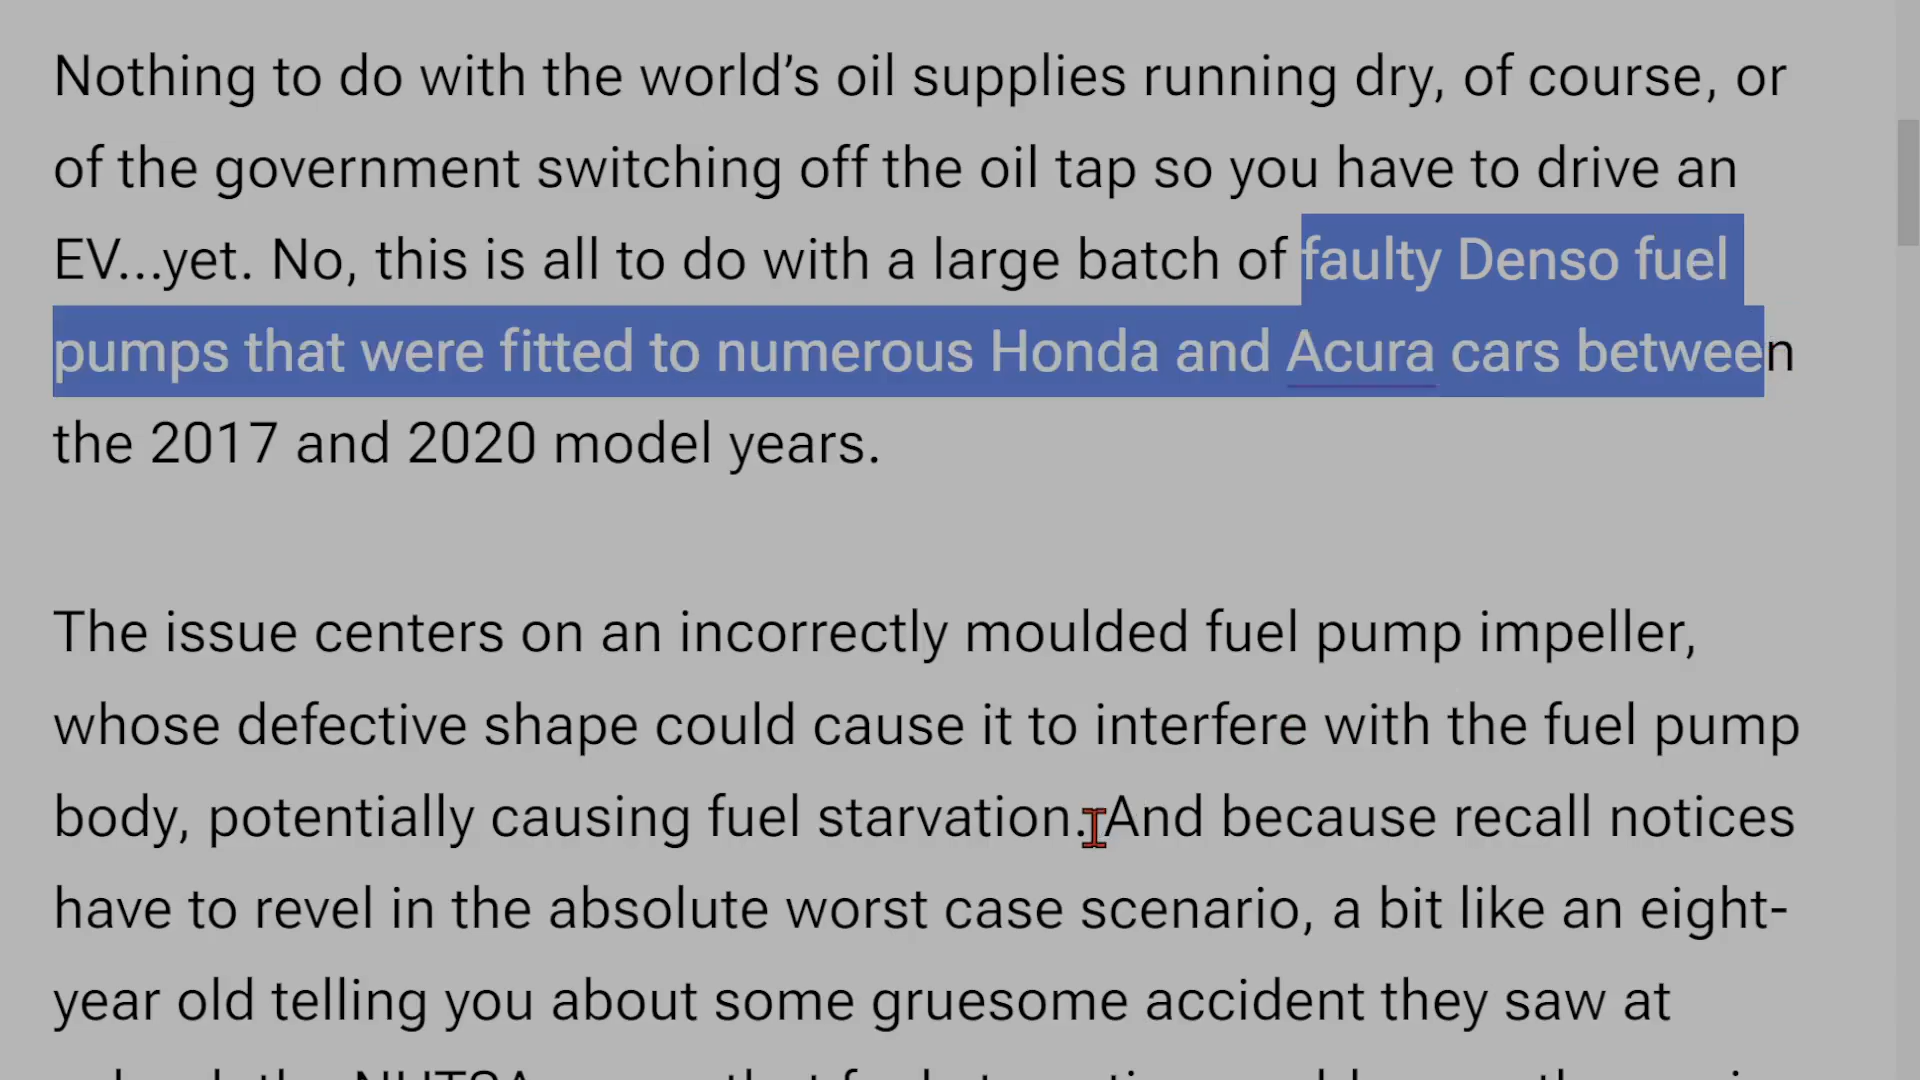 Nothing to do with the world’s oil supplies running dry, of course, or
of the government switching off the oil tap so you have to drive an
EV...yet. No, this is all to do with a large batch of faulty Denso fuel
pumps that were fitted to numerous Honda and Acura cars between
the 2017 and 2020 model years.
The issue centers on an incorrectly moulded fuel pump impeller,
whose defective shape could cause it to interfere with the fuel pump
body, potentially causing fuel starvation. And because recall notices
have to revel in the absolute worst case scenario, a bit like an eight-
year old telling you about some gruesome accident they saw at